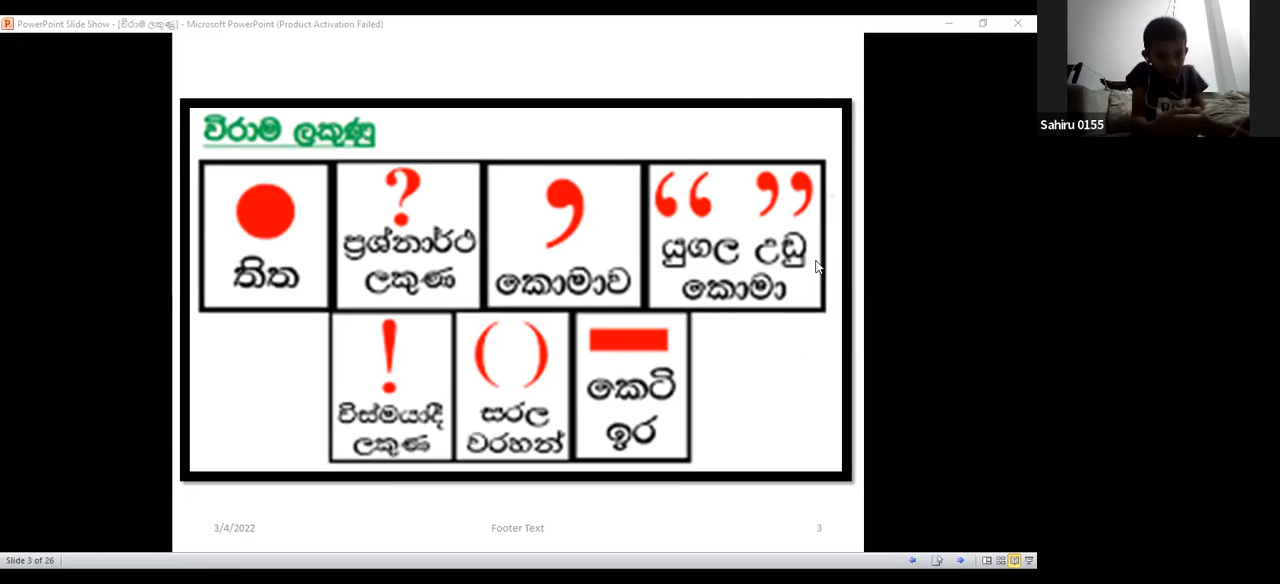 PowerPoint Slide Show - [විරාම ලකුණු] - Microsoft PowerPoint (Product Activation Failed)
Sahiru 0155
විරාම ලකුණු
? , “ ”
තිත
ප්‍රශ්නාර්ථ
ලකුණ
කොමාව
යුගල උඩු
කොමා
! ( )
විස්මයාදී
ලකුණ
සරල
වරහන්
කෙටි
ඉර
3/4/2022
Footer Text
3
Slide 3 of 26